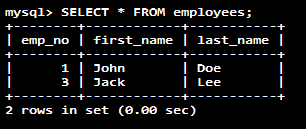 mysql> SELECT * FROM employees;
+--------+------------+-----------+
| emp_no | first_name | last_name |
+--------+------------+-----------+
|      1 | John       | Doe       |
|      3 | Jack       | Lee       |
+--------+------------+-----------+
2 rows in set (0.00 sec)